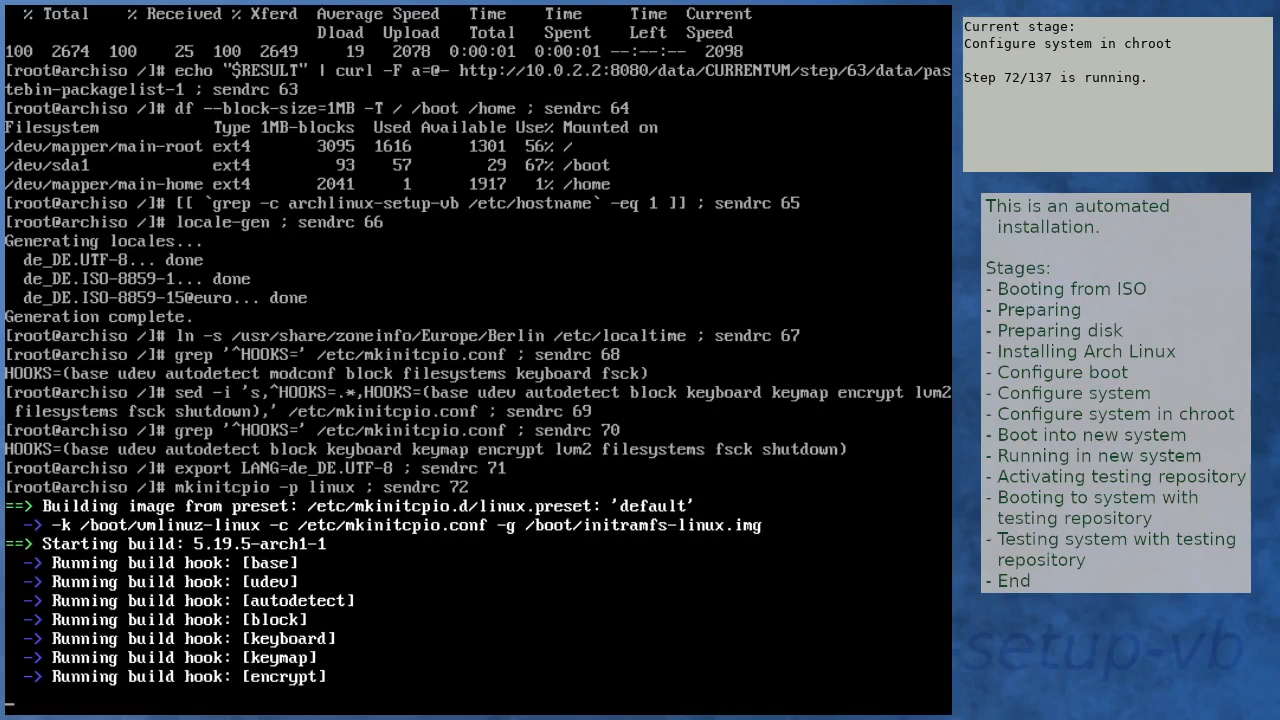 % Total    % Received % Xferd  Average Speed   Time    Time     Time  Current
                                 Dload  Upload   Total   Spent    Left  Speed
100  2674  100    25  100  2649     19   2078  0:00:01  0:00:01 --:--:--  2098
[root@archiso /]# echo "$RESULT" | curl -F a=@- http://10.0.2.2:8080/data/CURRENTVM/step/63/data/pas
tebin-packagelist-1 ; sendrc 63
[root@archiso /]# df --block-size=1MB -T / /boot /home ; sendrc 64
Filesystem            Type 1MB-blocks  Used Available Use% Mounted on
/dev/mapper/main-root ext4       3095  1616      1301  56% /
/dev/sda1             ext4         93    57        29  67% /boot
/dev/mapper/main-home ext4       2041     1      1917   1% /home
[root@archiso /]# [[ `grep -c archlinux-setup-vb /etc/hostname` -eq 1 ]] ; sendrc 65
[root@archiso /]# locale-gen ; sendrc 66
Generating locales...
  de_DE.UTF-8... done
  de_DE.ISO-8859-1... done
  de_DE.ISO-8859-15@euro... done
Generation complete.
[root@archiso /]# ln -s /usr/share/zoneinfo/Europe/Berlin /etc/localtime ; sendrc 67
[root@archiso /]# grep '^HOOKS=' /etc/mkinitcpio.conf ; sendrc 68
HOOKS=(base udev autodetect modconf block filesystems keyboard fsck)
[root@archiso /]# sed -i 's,^HOOKS=.*,HOOKS=(base udev autodetect block keyboard keymap encrypt lvm2
 filesystems fsck shutdown),' /etc/mkinitcpio.conf ; sendrc 69
[root@archiso /]# grep '^HOOKS=' /etc/mkinitcpio.conf ; sendrc 70
HOOKS=(base udev autodetect block keyboard keymap encrypt lvm2 filesystems fsck shutdown)
[root@archiso /]# export LANG=de_DE.UTF-8 ; sendrc 71
[root@archiso /]# mkinitcpio -p linux ; sendrc 72
==> Building image from preset: /etc/mkinitcpio.d/linux.preset: 'default'
  -> -k /boot/vmlinuz-linux -c /etc/mkinitcpio.conf -g /boot/initramfs-linux.img
==> Starting build: 5.19.5-arch1-1
  -> Running build hook: [base]
  -> Running build hook: [udev]
  -> Running build hook: [autodetect]
  -> Running build hook: [block]
  -> Running build hook: [keyboard]
  -> Running build hook: [keymap]
  -> Running build hook: [encrypt]
Current stage:
Configure system in chroot
Step 72/137 is running.
This is an automated
installation.
Stages:
- Booting from ISO
- Preparing
- Preparing disk
- Installing Arch Linux
- Configure boot
- Configure system
- Configure system in chroot
- Boot into new system
- Running in new system
- Activating testing repository
- Booting to system with
testing repository
- Testing system with testing
repository
- End
-setup-vb